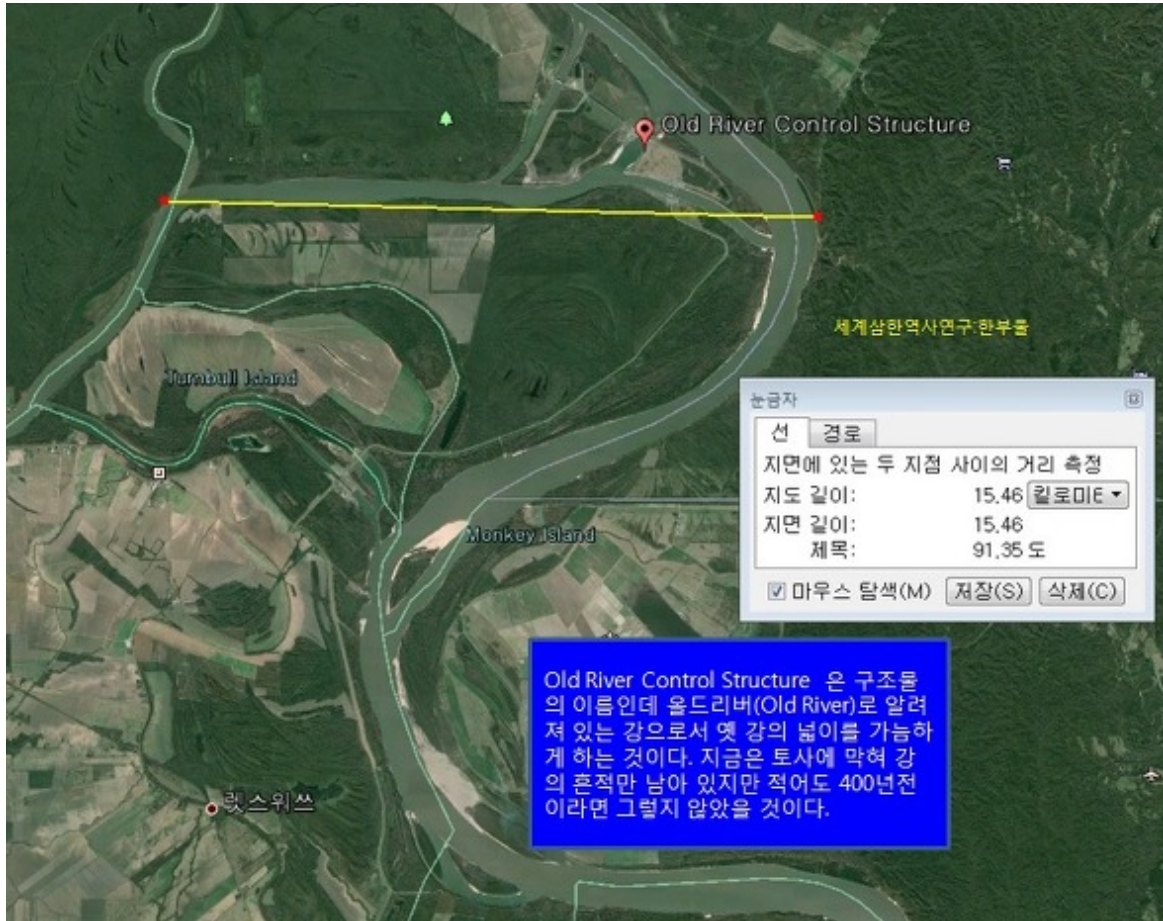 Old River Control Structure
세계삼한역사연구:한부울
Turnbull Island
눈금자
선 경로
지면에 있는 두 지점 사이의 거리 측정
지도 길이: 15.46 킬로미터
지면 길이: 15.46
제목: 91.35 도
마우스 탐색(M) 저장(S) 삭제(C)
Monkey Island
Old River Control Structure 은 구조물
의 이름인데 올드리버(Old River)로 알려
져 있는 강으로서 옛 강의 넓이를 가늠하
게 하는 것이다. 지금은 토사에 막혀 강
의 흔적만 남아 있지만 적어도 400년전
이라면 그렇지 않았을 것이다.
렛스위쓰